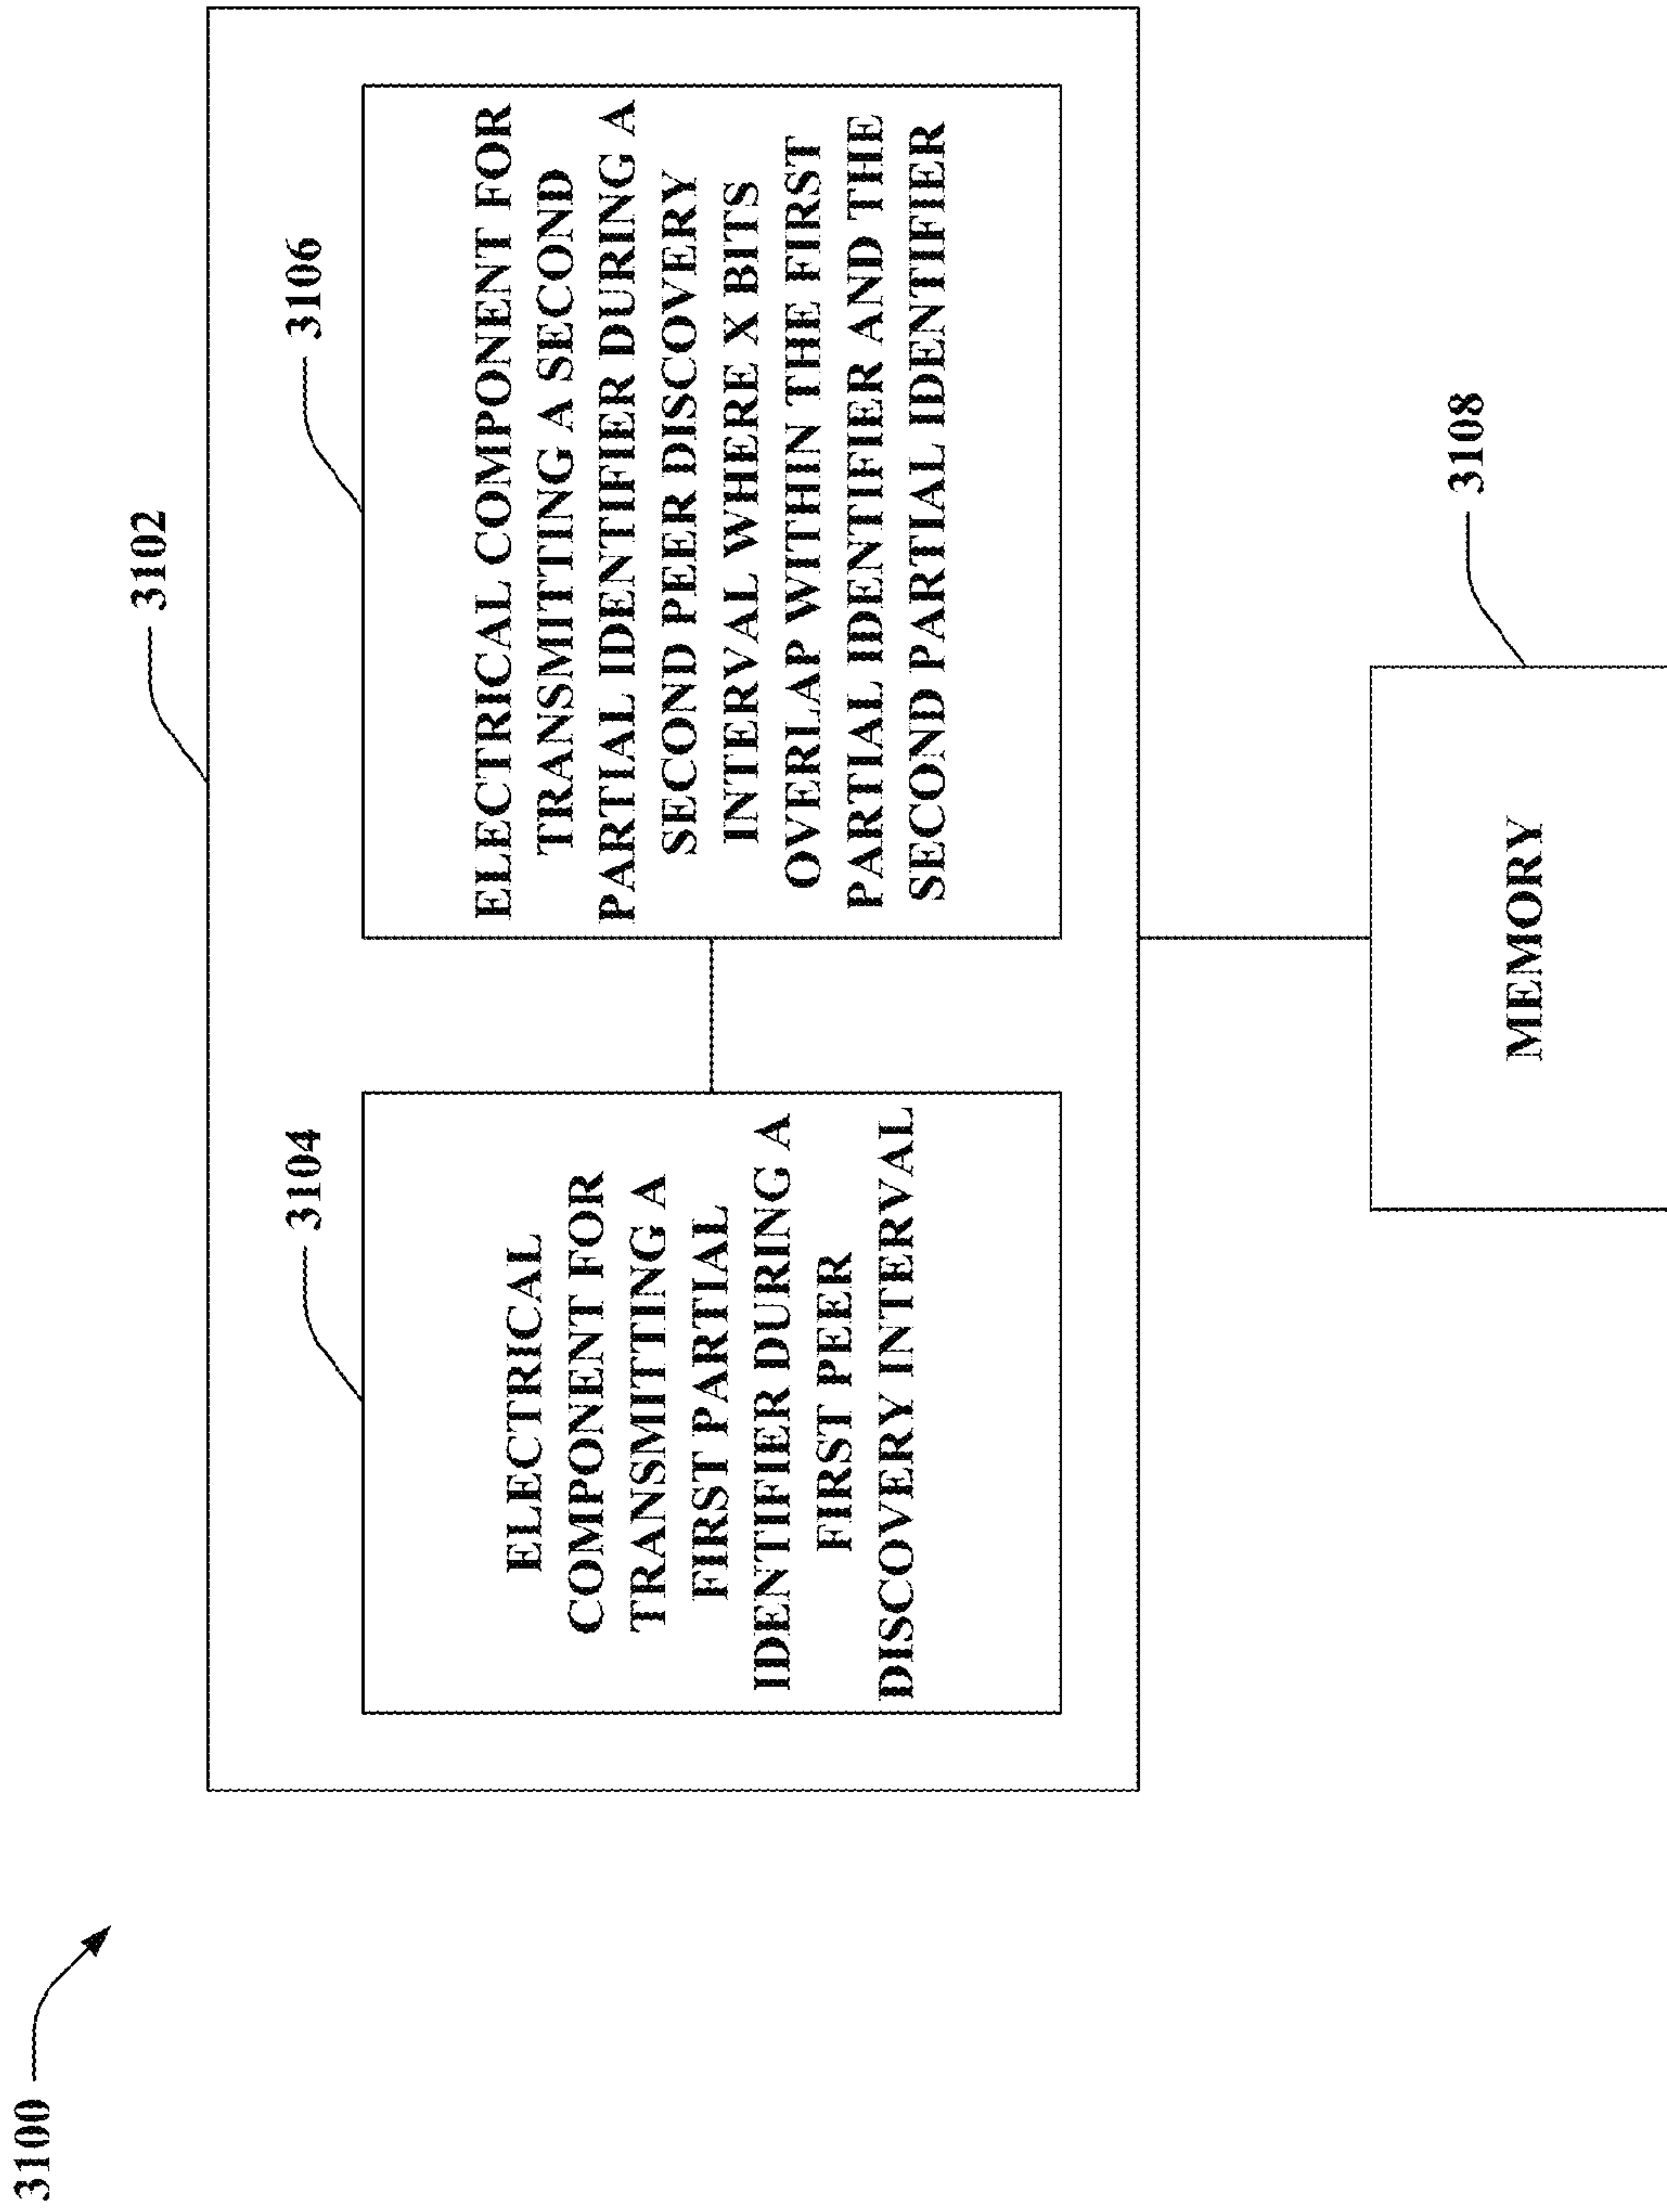 3100
3102
3104
ELECTRICAL
COMPONENT FOR
TRANSMITTING A
FIRST PARTIAL
IDENTIFIER DURING A
FIRST PEER
DISCOVERY INTERVAL
3106
ELECTRICAL COMPONENT FOR
TRANSMITTING A SECOND
PARTIAL IDENTIFIER DURING A
SECOND PEER DISCOVERY
INTERVAL WHERE X BITS
OVERLAP WITHIN THE FIRST
PARTIAL IDENTIFIER AND THE
SECOND PARTIAL IDENTIFIER
3108
MEMORY